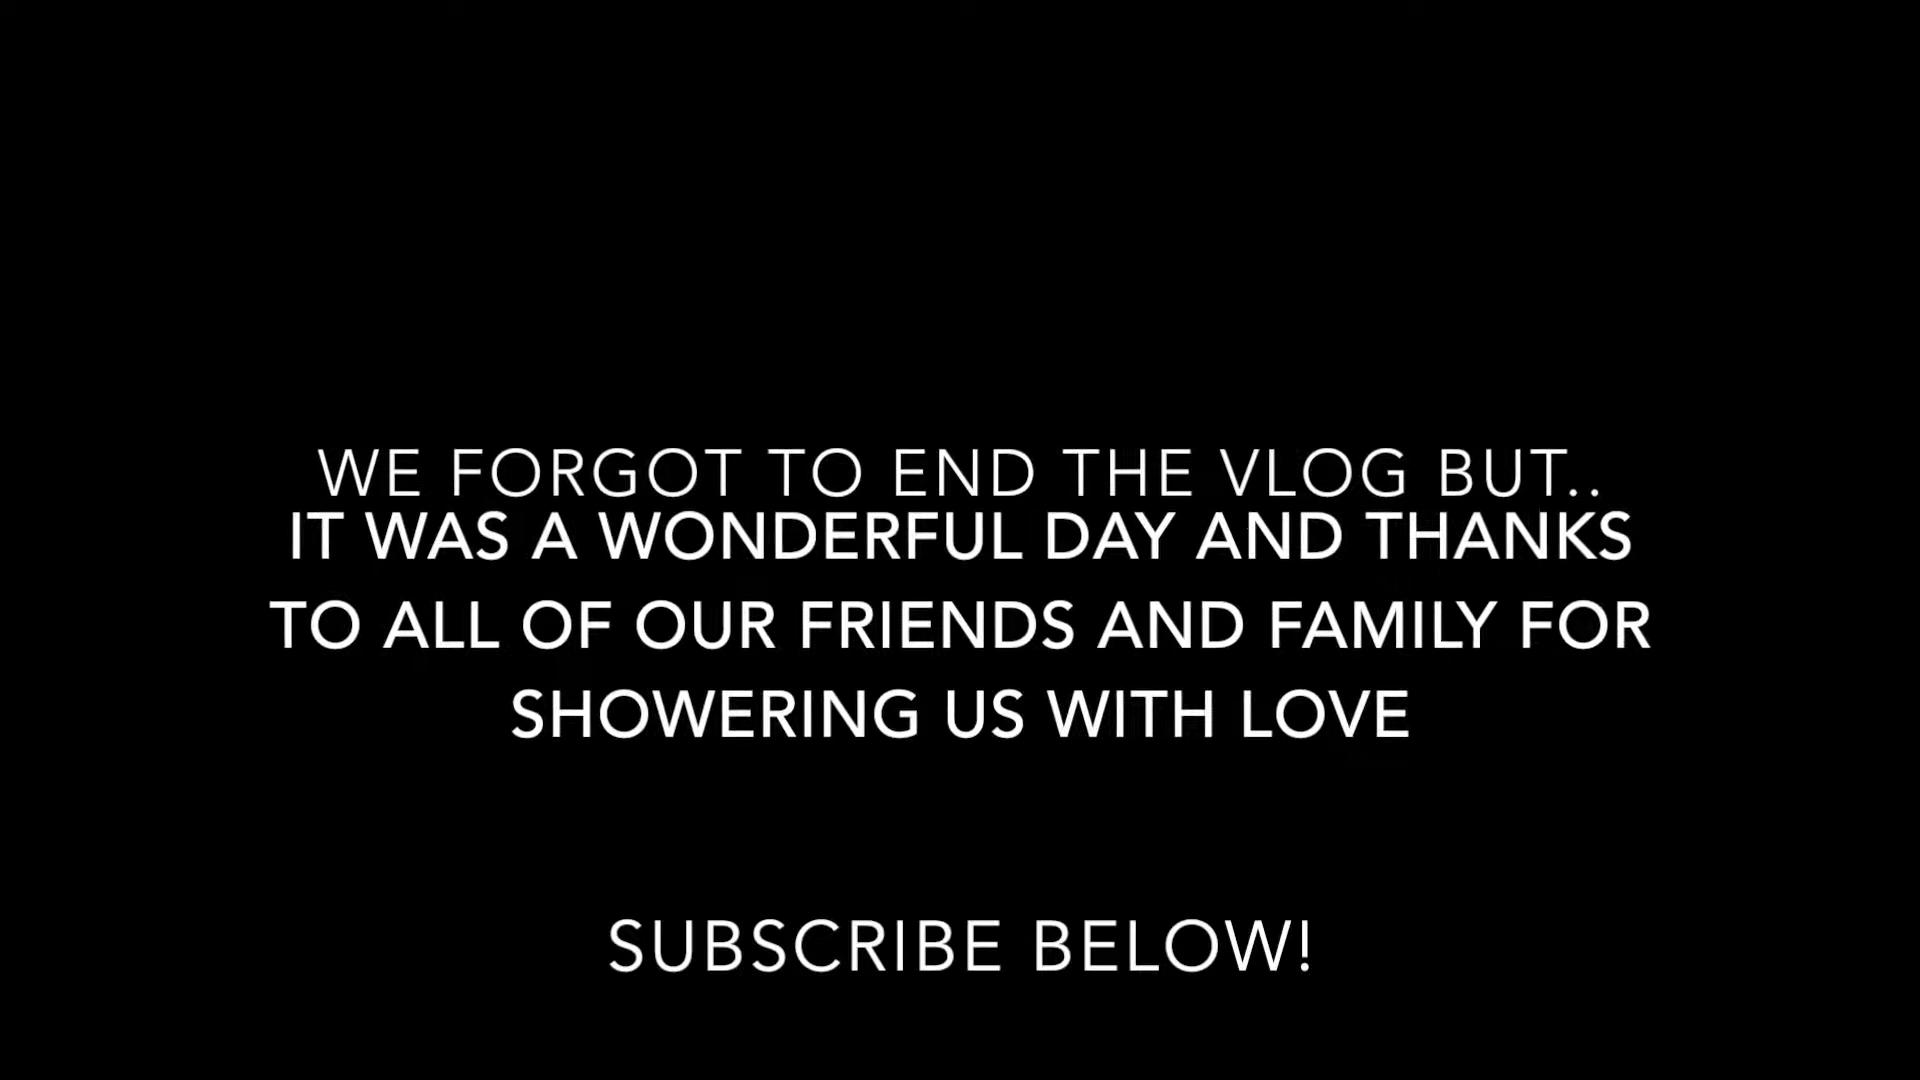 WE FORGOT TO END THE VLOG BUT..
IT WAS A WONDERFUL DAY AND THANKS
TO ALL OF OUR FRIENDS AND FAMILY FOR
SHOWERING US WITH LOVE
SUBSCRIBE BELOW!